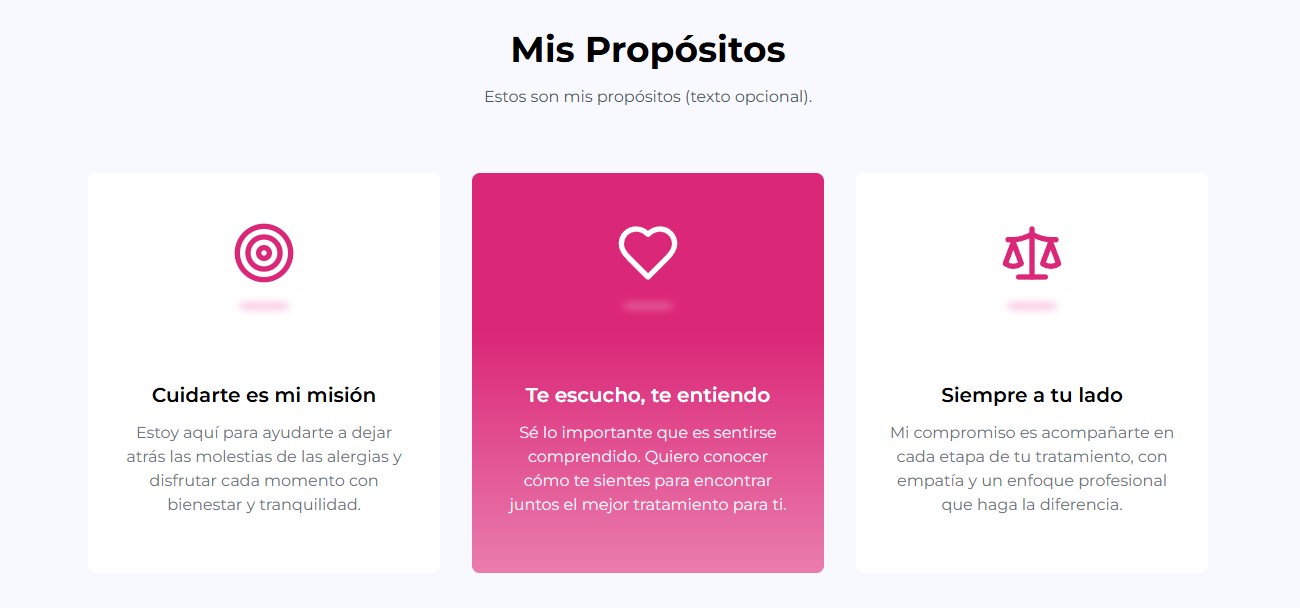 Mis Propósitos
Estos son mis propósitos (texto opcional).
Cuidarte es mi misión
Estoy aquí para ayudarte a dejar
atrás las molestias de las alergias y
disfrutar cada momento con
bienestar y tranquilidad.
Te escucho, te entiendo
Sé lo importante que es sentirse
comprendido. Quiero conocer
cómo te sientes para encontrar
juntos el mejor tratamiento para ti.
Siempre a tu lado
Mi compromiso es acompañarte en
cada etapa de tu tratamiento, con
empatía y un enfoque profesional
que haga la diferencia.